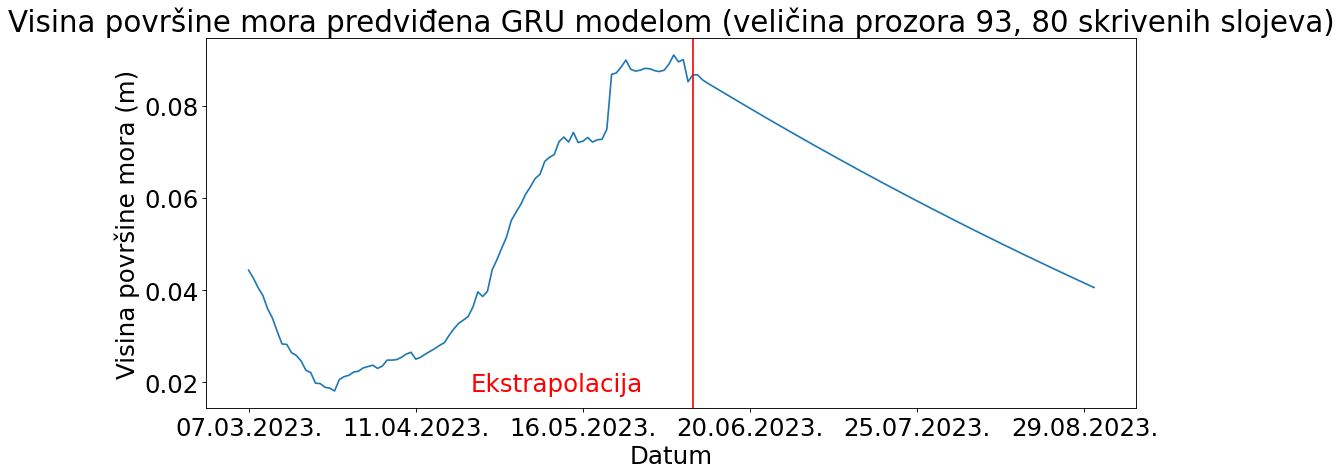 Visina površine mora predviđena GRU modelom (veličina prozora 93, 80 skrivenih slojeva)
Visina površine mora (m)
0.08
0.06
0.04
0.02
Ekstrapolacija
07.03.2023. 11.04.2023. 16.05.2023. 20.06.2023. 25.07.2023. 29.08.2023.
Datum